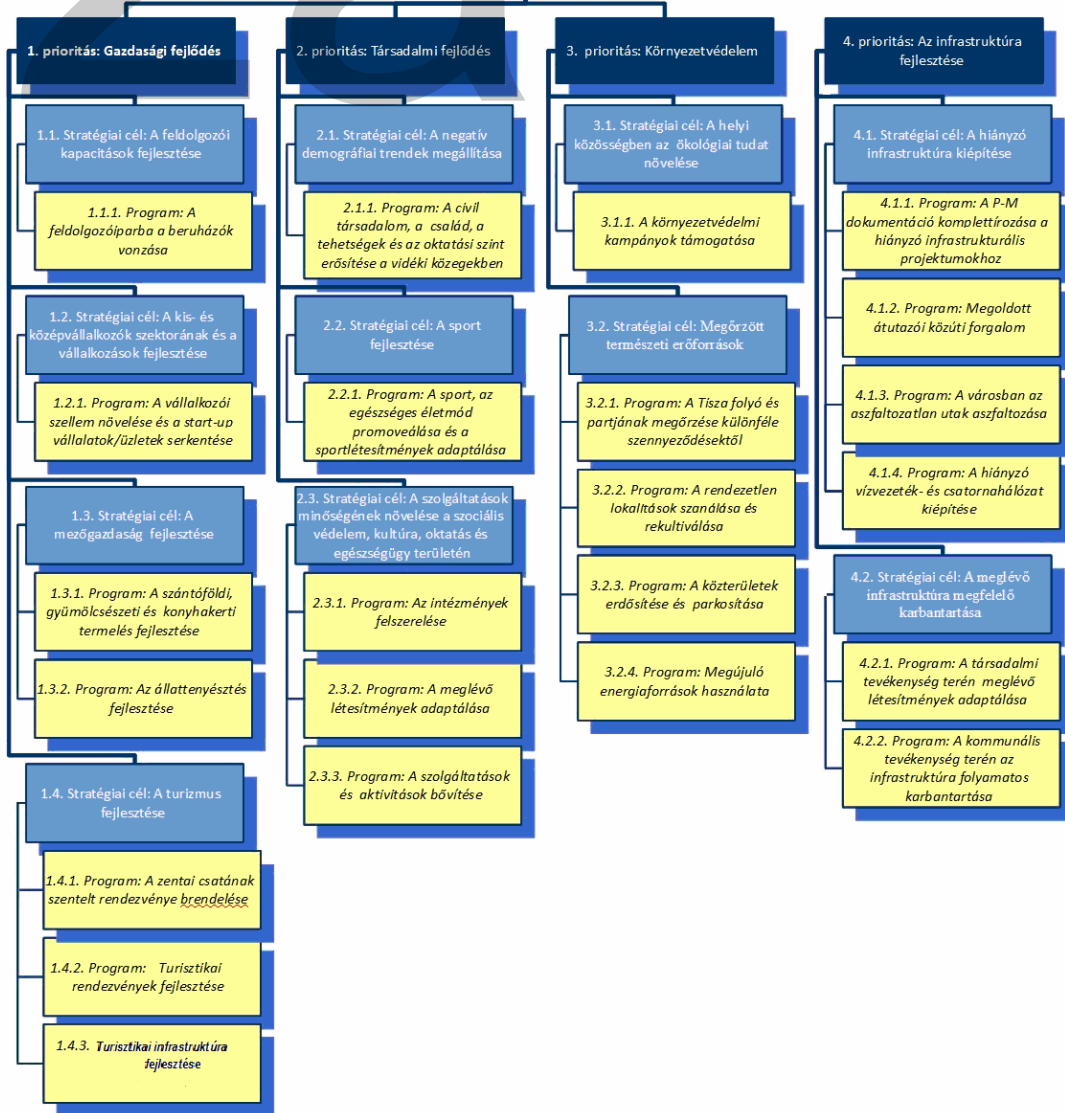 1. prioritás: Gazdasági fejlődés
1.1. Stratégiai cél: A feldolgozói
kapacitások fejlesztése
1.1.1. Program: A
feldolgozóiparba a beruházók
vonzása
1.2. Stratégiai cél: A kis- és
középvállalkozók szektorának és a
vállalkozások fejlesztése
1.2.1. Program: A vállalkozói
szellem növelése és a start-up
vállalatok/üzletek serkentése
1.3. Stratégiai cél: A
mezőgazdaság fejlesztése
1.3.1. Program: A szántóföldi,
gyümölcsészeti és konyhakerti
termelés fejlesztése
1.3.2. Program: Az állattenyésztés
fejlesztése
1.4. Stratégiai cél: A turizmus
fejlesztése
1.4.1. Program: A zentai csatának
szentelt rendezvénye brendelése
1.4.2. Program: Turisztikai
rendezvények fejlesztése
1.4.3. Turisztikai infrastruktúra
fejlesztése
2. prioritás: Társadalmi fejlődés
2.1. Stratégiai cél: A negatív
demográfiai trendek megállítása
2.1.1. Program: A civil
társadalom, a család, a
tehetségek és az oktatási szint
erősítése a vidéki közegekben
2.2. Stratégiai cél: A sport
fejlesztése
2.2.1. Program: A sport, az
egészséges életmód
promoveálása és a
sportlétesítmények adaptálása
2.3. Stratégiai cél: A szolgáltatások
minőségének növelése a szociális
védelem, kultúra, oktatás és
egészségügy területén
2.3.1. Program: Az intézmények
felszerelése
2.3.2. Program: A meglévő
létesítmények adaptálása
2.3.3. Program: A szolgáltatások
és aktivitások bővítése
3. prioritás: Környezetvédelem
3.1. Stratégiai cél: A helyi
közösségben az ökológiai tudat
növelése
3.1.1. A környezetvédelmi
kampányok támogatása
3.2. Stratégiai cél: Megőrzött
természeti erőforrások
3.2.1. Program: A Tisza folyó és
partjának megőrzése különféle
szennyeződésektől
3.2.2. Program: A rendezetlen
lokalitások szanálása és
rekultiválása
3.2.3. Program: A közterületek
erdősítése és parkosítása
3.2.4. Program: Megújuló
energiaforrások használata
4. prioritás: Az infrastruktúra
fejlesztése
4.1. Stratégiai cél: A hiányzó
infrastruktúra kiépítése
4.1.1. Program: A P-M
dokumentáció komplettírozása a
hiányzó infrastrukturális
projektumokhoz
4.1.2. Program: Megoldott
átutazói közúti forgalom
4.1.3. Program: A városban az
aszfaltozatlan utak aszfaltozása
4.1.4. Program: A hiányzó
vízvezeték- és csatornahálózat
kiépítése
4.2. Stratégiai cél: A meglévő
infrastruktúra megfelelő
karbantartása
4.2.1. Program: A társadalmi
tevékenység terén meglévő
létesítmények adaptálása
4.2.2. Program: A kommunális
tevékenység terén az
infrastruktúra folyamatos
karbantartása